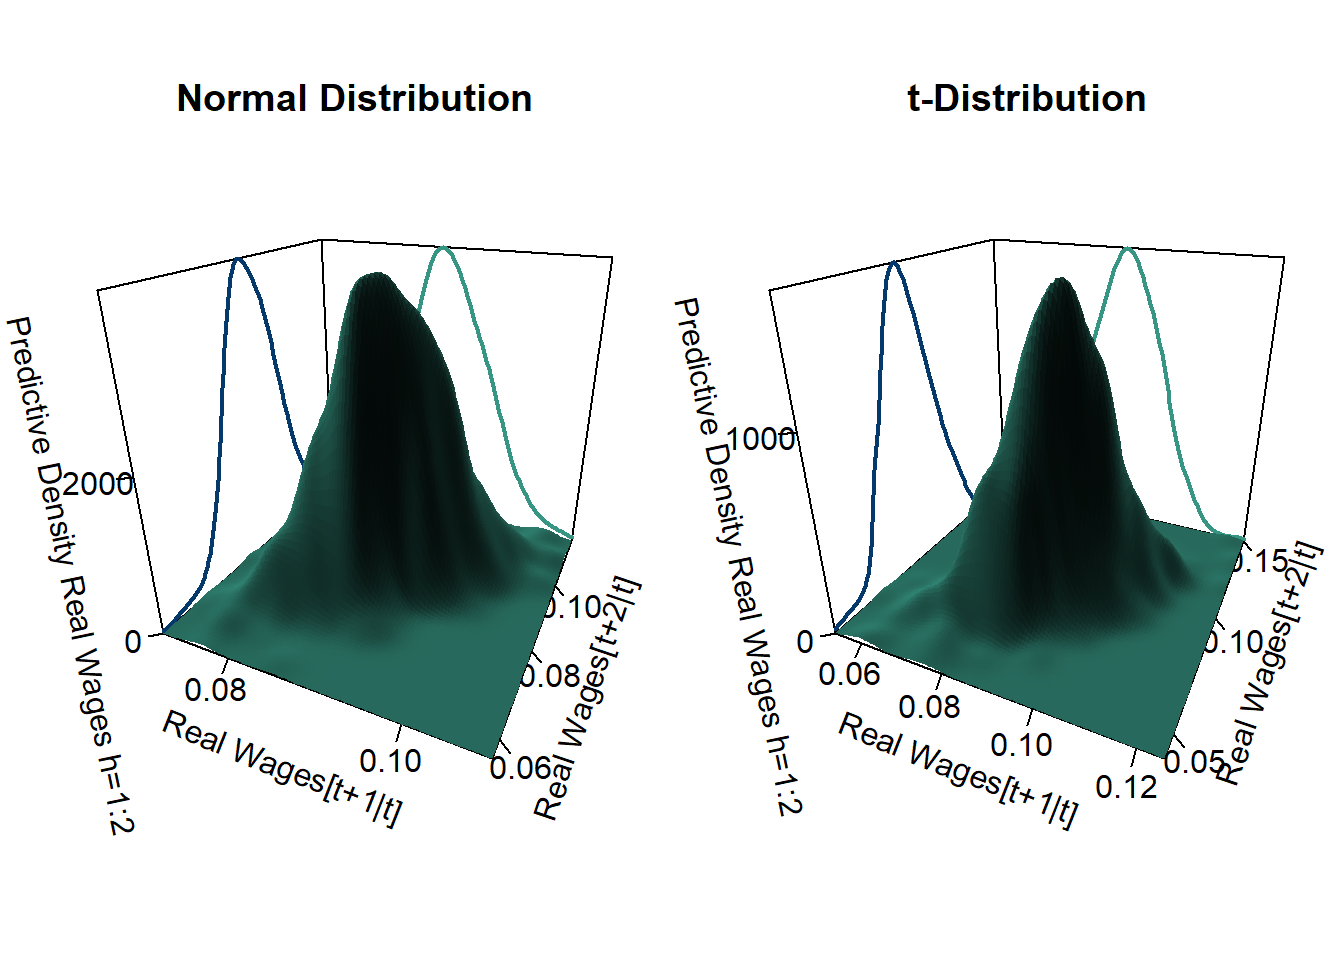 Normal Distribution
Predictive Density Real Wages h=1:2
2000
0
0.08
0.10
Real Wages[t+1|t]
0.06
0.08
0.10
Real Wages[t+2|t]
t-Distribution
Predictive Density Real Wages h=1:2
1000
0
0.06
0.08
0.10
0.12
Real Wages[t+1|t]
0.05
0.10
0.15
Real Wages[t+2|t]